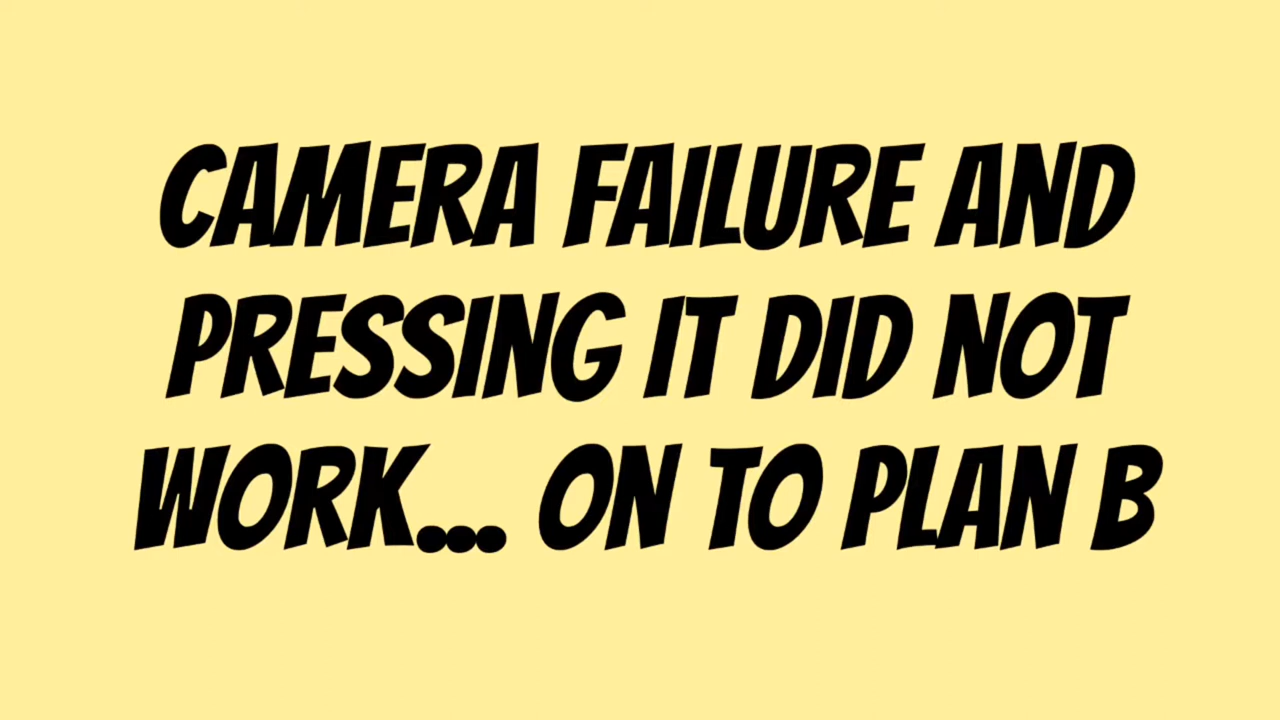 CAMERA FAILURE AND
PRESSING IT DID NOT
WORK... ON TO PLAN B